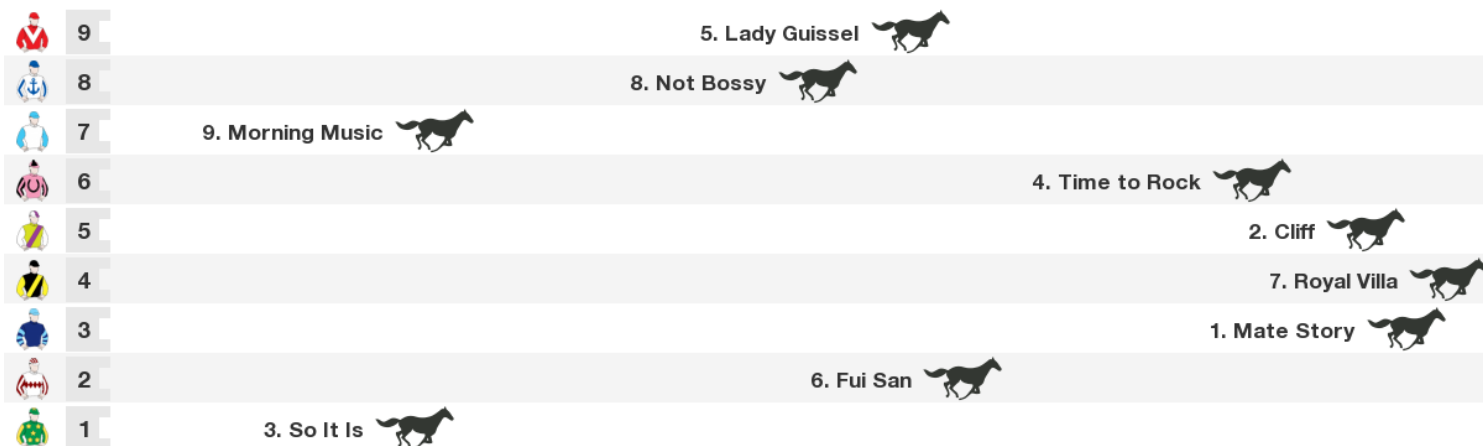 9 5. Lady Guissel
8 8. Not Bossy
7 9. Morning Music
6 4. Time to Rock
5 2. Cliff
4 7. Royal Villa
3 1. Mate Story
2 6. Fui San
1 3. So It Is